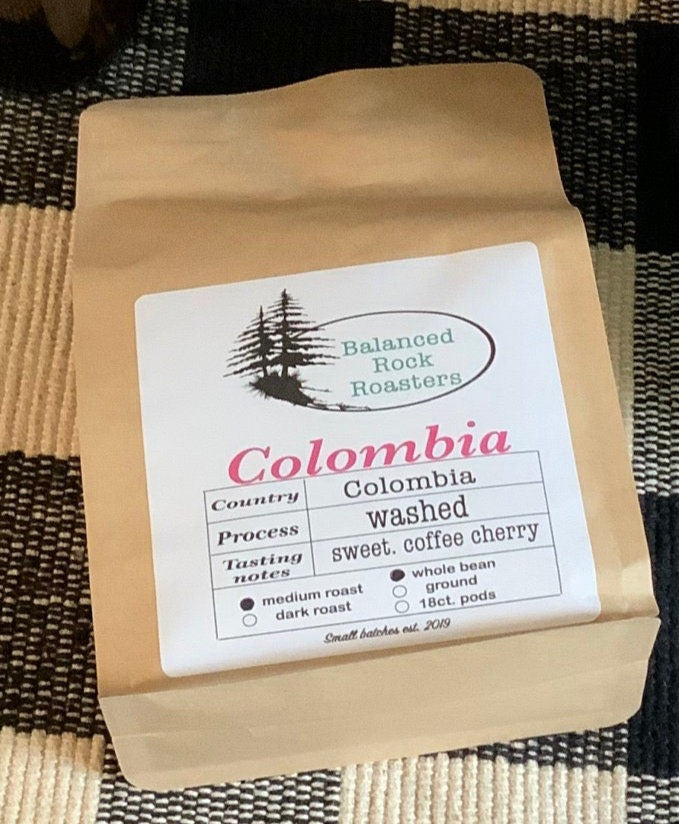 Balanced
Rock
Roasters
Colombia
Country Colombia
Process washed
Tasting notes sweet. coffee cherry
medium roast
dark roast
whole bean
ground
18ct. pods
Small batches est. 2019